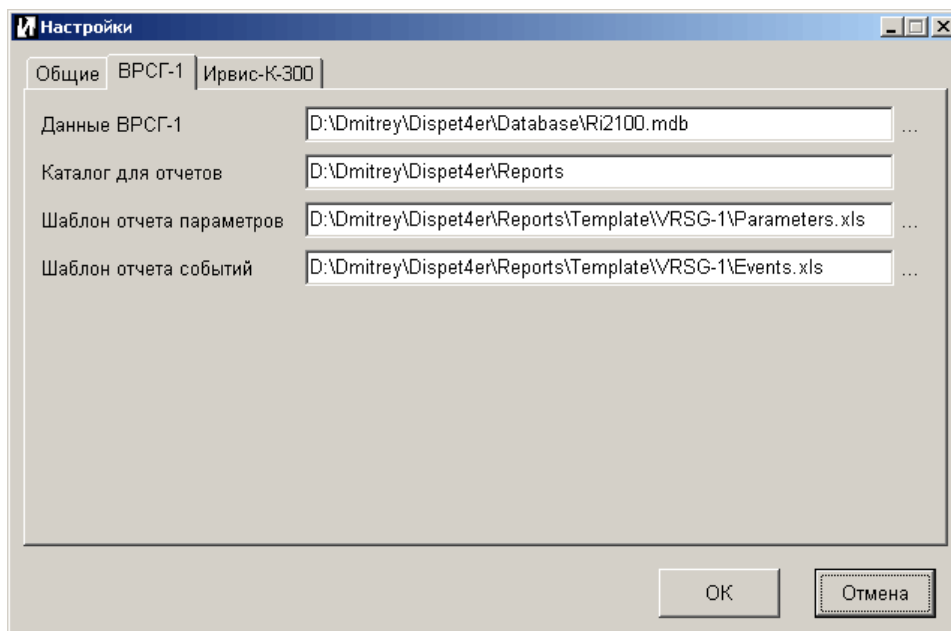 Настройки
Общие ВРСГ-1 Ирвис-К-300
Данные ВРСГ-1 D:\Dmitrey\Dispet4er\Database\Ri2100.mdb ...
Каталог для отчетов D:\Dmitrey\Dispet4er\Reports
Шаблон отчета параметров D:\Dmitrey\Dispet4er\Reports\Template\VRSG-1\Parameters.xls ...
Шаблон отчета событий D:\Dmitrey\Dispet4er\Reports\Template\VRSG-1\Events.xls ...
OK Отмена